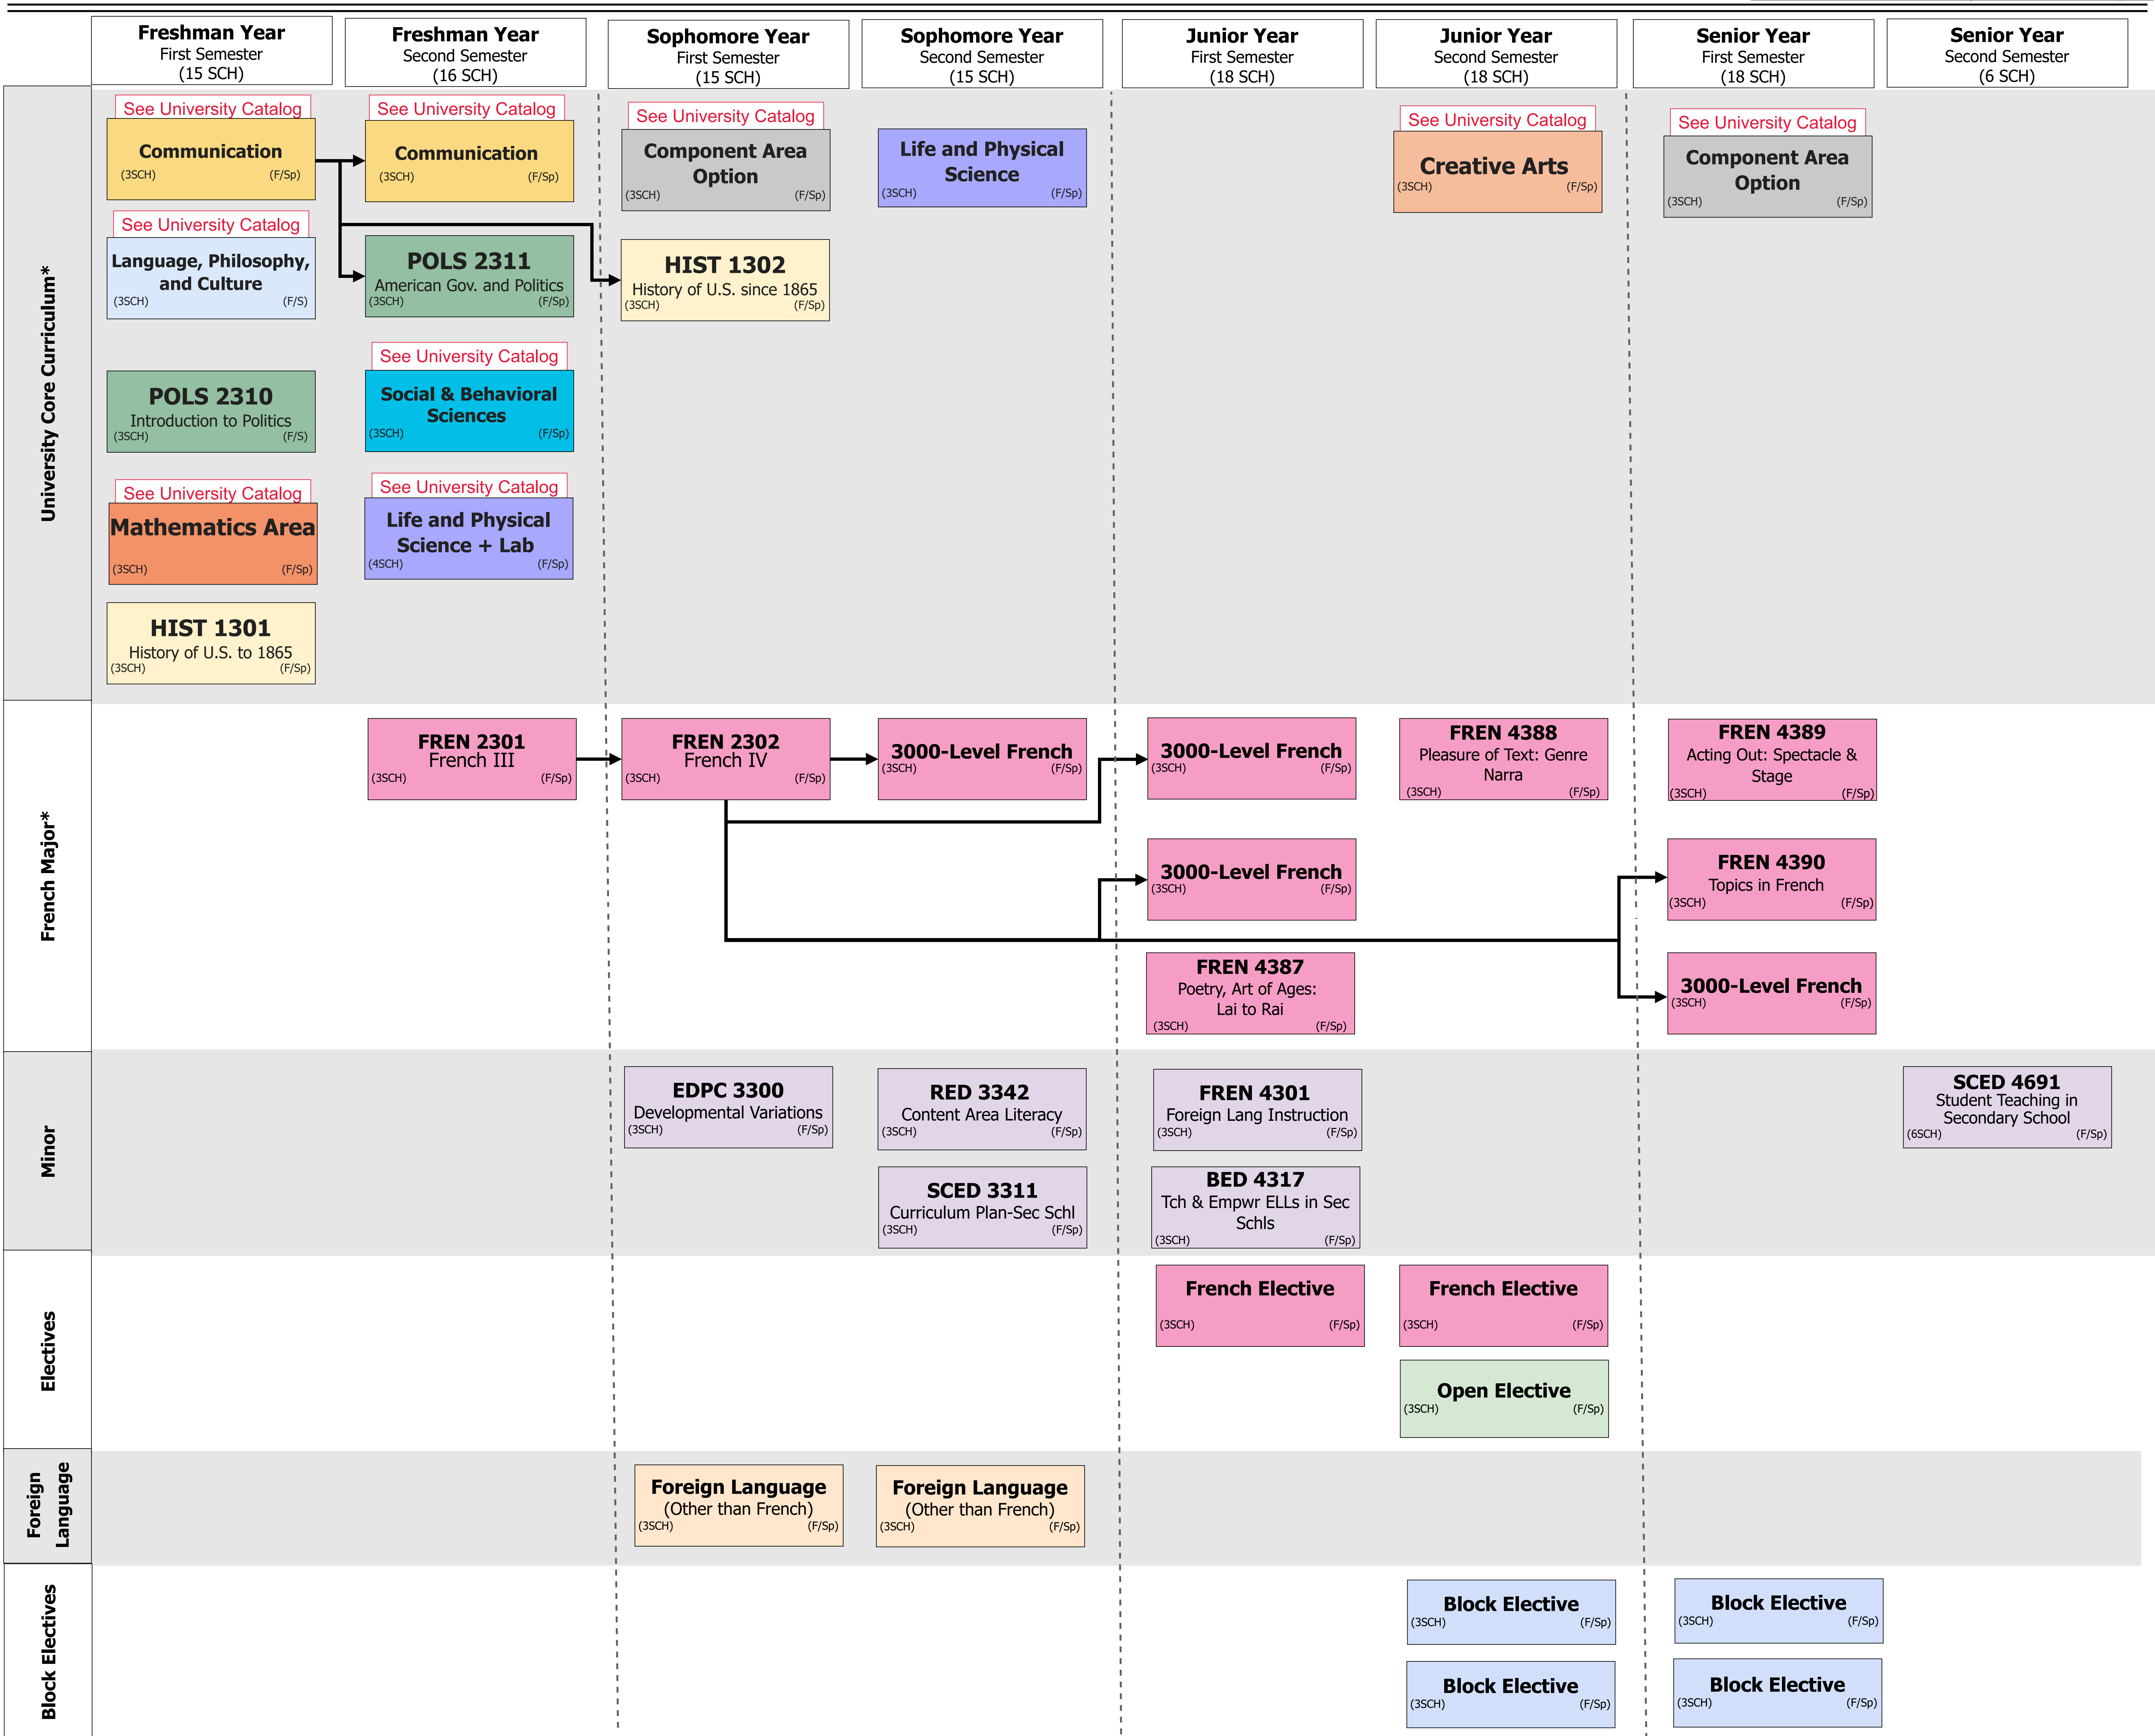 Freshman Year
First Semester
(15 SCH)
Freshman Year
Second Semester
(16 SCH)
Sophomore Year
First Semester
(15 SCH)
Sophomore Year
Second Semester
(15 SCH)
Junior Year
First Semester
(18 SCH)
Junior Year
Second Semester
(18 SCH)
Senior Year
First Semester
(18 SCH)
Senior Year
Second Semester
(6 SCH)
University Core Curriculum*
See University Catalog
Communication
(3SCH) (F/Sp)
See University Catalog
Communication
(3SCH) (F/Sp)
See University Catalog
Component Area
Option
(3SCH) (F/Sp)
Life and Physical
Science
(3SCH) (F/Sp)
See University Catalog
Creative Arts
(3SCH) (F/Sp)
See University Catalog
Component Area
Option
(3SCH) (F/Sp)
See University Catalog
Language, Philosophy,
and Culture
(3SCH) (F/S)
POLS 2311
American Gov. and Politics
(3SCH) (F/Sp)
HIST 1302
History of U.S. since 1865
(3SCH) (F/Sp)
POLS 2310
Introduction to Politics
(3SCH) (F/S)
See University Catalog
Social & Behavioral
Sciences
(3SCH) (F/Sp)
See University Catalog
Mathematics Area
(3SCH) (F/Sp)
See University Catalog
Life and Physical
Science + Lab
(4SCH) (F/Sp)
HIST 1301
History of U.S. to 1865
(3SCH) (F/Sp)
French Major*
FREN 2301
French III
(3SCH) (F/Sp)
FREN 2302
French IV
(3SCH) (F/Sp)
3000-Level French
(3SCH) (F/Sp)
3000-Level French
(3SCH) (F/Sp)
FREN 4388
Pleasure of Text: Genre
Narra
(3SCH) (F/Sp)
FREN 4389
Acting Out: Spectacle &
Stage
(3SCH) (F/Sp)
3000-Level French
(3SCH) (F/Sp)
FREN 4390
Topics in French
(3SCH) (F/Sp)
FREN 4387
Poetry, Art of Ages:
Lai to Rai
(3SCH) (F/Sp)
3000-Level French
(3SCH) (F/Sp)
Minor
EDPC 3300
Developmental Variations
(3SCH) (F/Sp)
RED 3342
Content Area Literacy
(3SCH) (F/Sp)
FREN 4301
Foreign Lang Instruction
(3SCH) (F/Sp)
SCED 4691
Student Teaching in
Secondary School
(6SCH) (F/Sp)
SCED 3311
Curriculum Plan-Sec Schl
(3SCH) (F/Sp)
BED 4317
Tch & Empwr ELLs in Sec
Schls
(3SCH) (F/Sp)
Electives
French Elective
(3SCH) (F/Sp)
French Elective
(3SCH) (F/Sp)
Open Elective
(3SCH) (F/Sp)
Foreign
Language
Foreign Language
(Other than French)
(3SCH) (F/Sp)
Foreign Language
(Other than French)
(3SCH) (F/Sp)
Block Electives
Block Elective
(3SCH) (F/Sp)
Block Elective
(3SCH) (F/Sp)
Block Elective
(3SCH) (F/Sp)
Block Elective
(3SCH) (F/Sp)